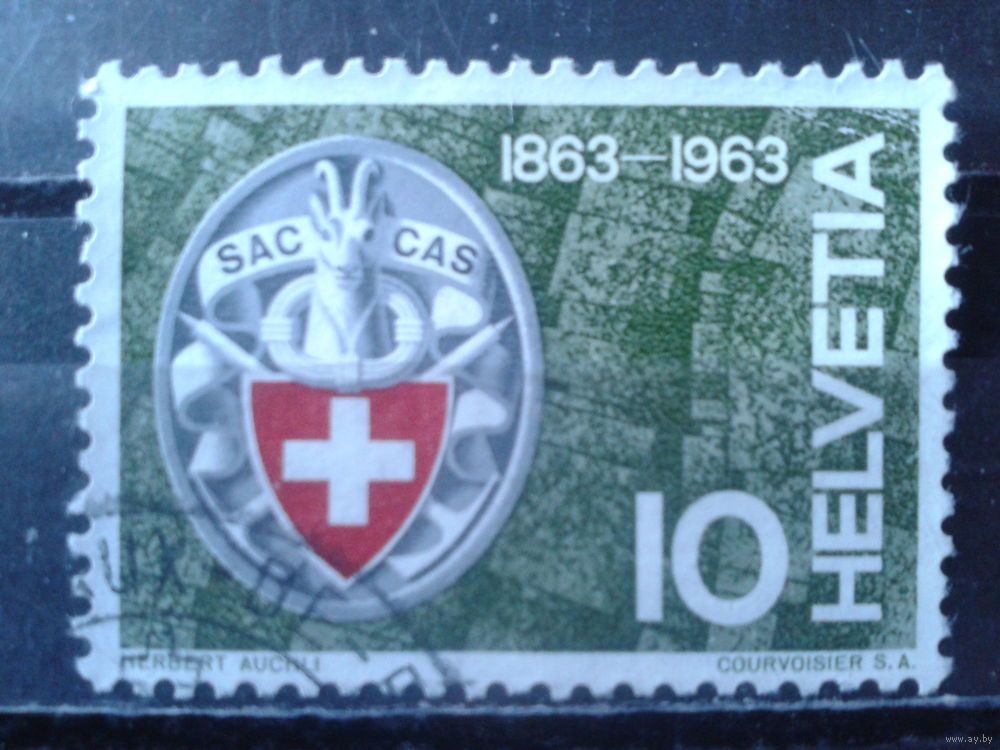 1863—1963
SAC CAS
HELVETIA
10
HERBERT AUCHLI
COURVOISIER S.A.
www.ay.by